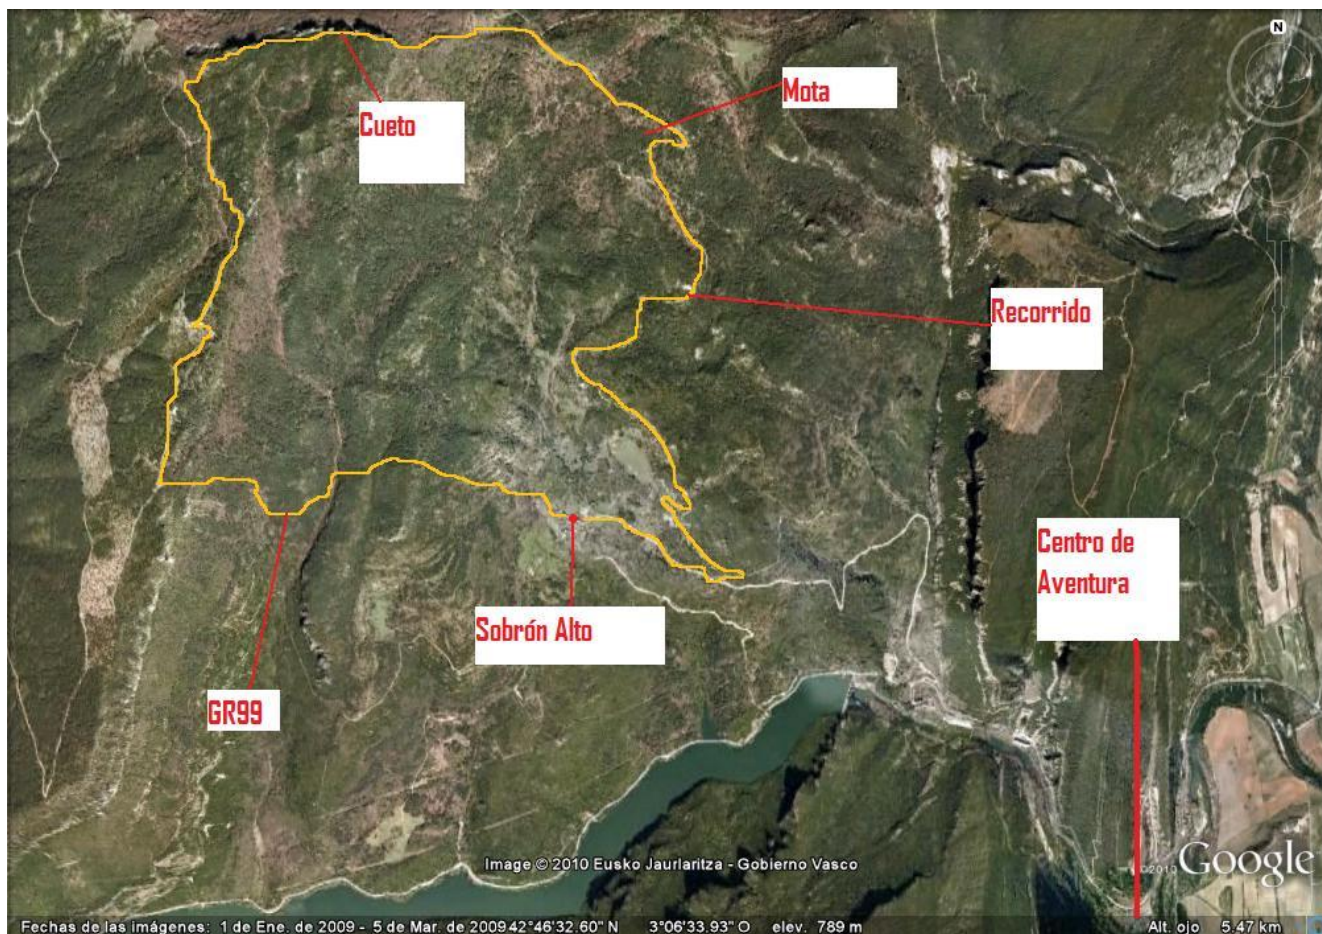 N
Mota
Cueto
Recorrido
Centro de
Aventura
Sobrón Alto
GR99
Image © 2010 Eusko Jaurlaritza - Gobierno Vasco
©2010 Google
Fechas de las imágenes: 1 de Ene. de 2009 - 5 de Mar. de 2009 42°46'32.60" N 3°06'33.93" O elev. 789 m Alt. ojo 5.47 km